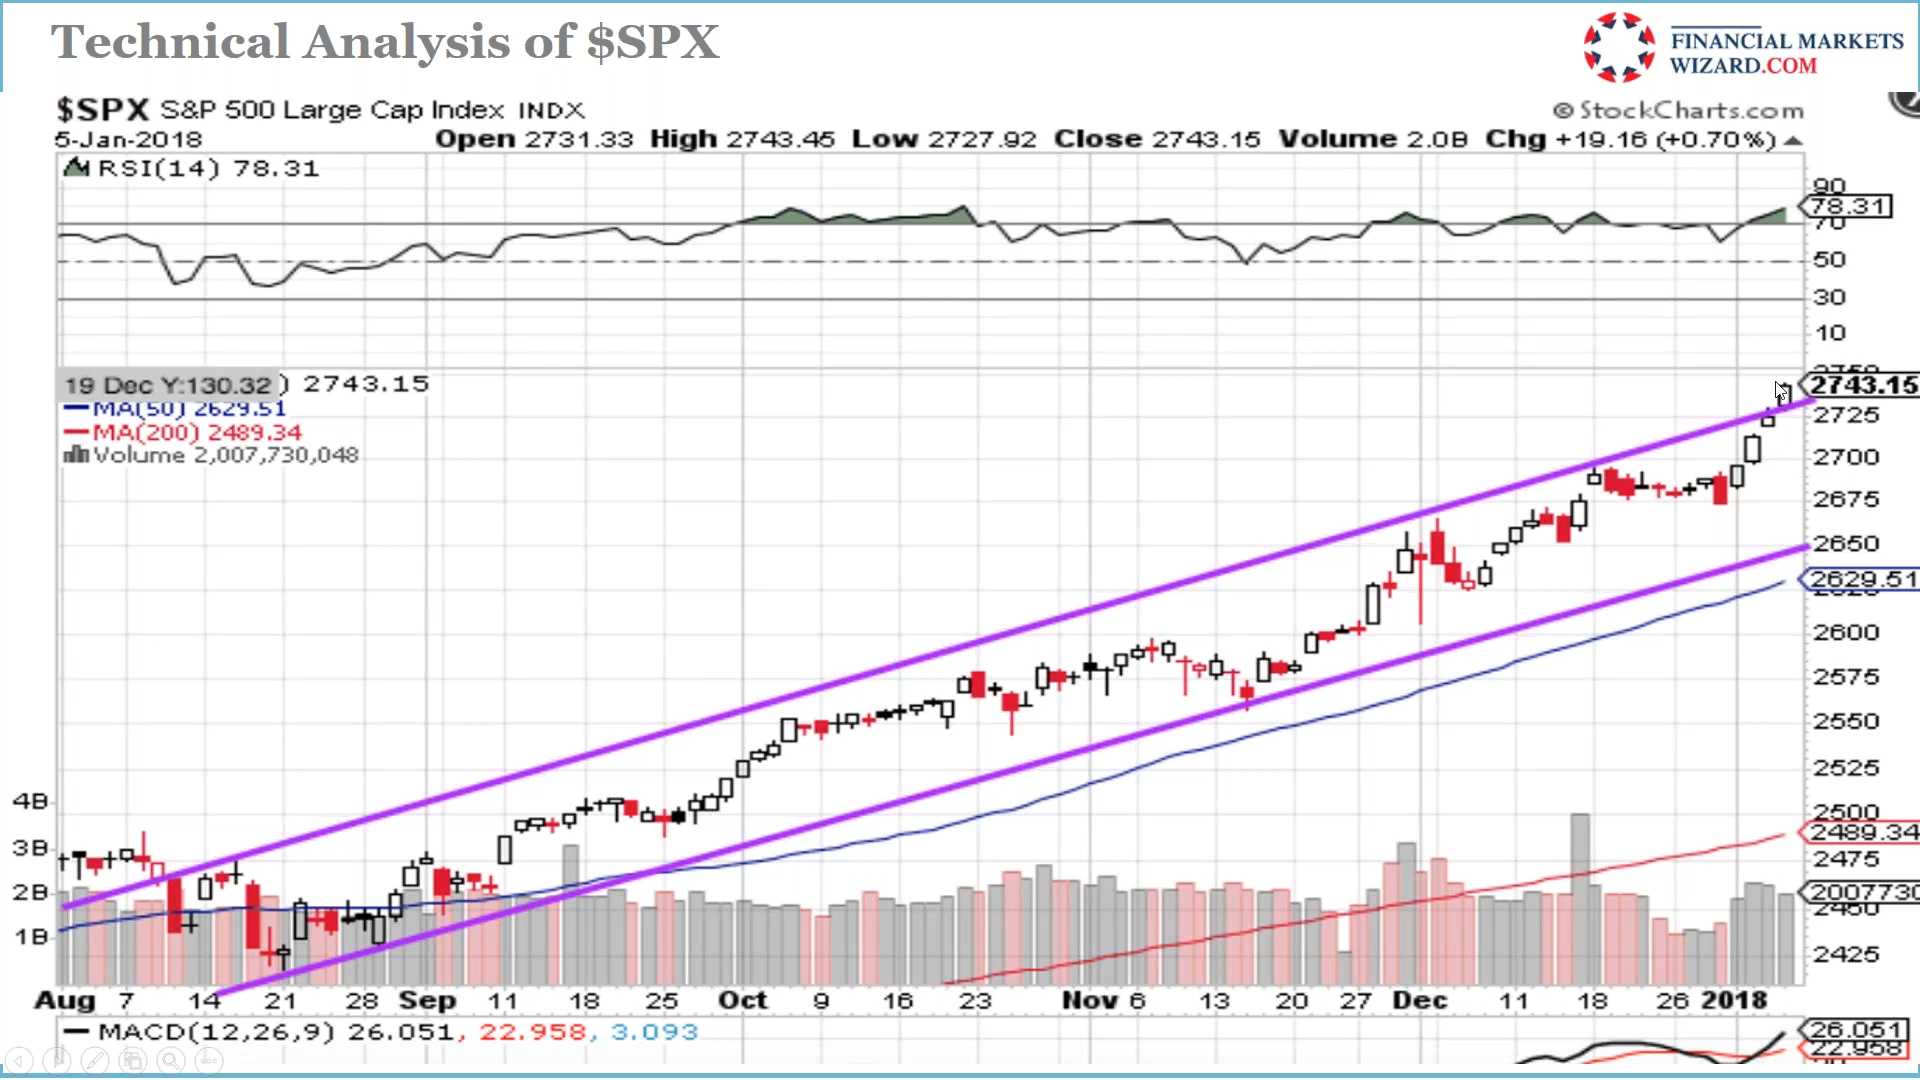 Technical Analysis of $SPX
FINANCIAL MARKETS
WIZARD.COM
$SPX S&P 500 Large Cap Index INDX
© StockCharts.com
5-Jan-2018 Open 2731.33 High 2743.45 Low 2727.92 Close 2743.15 Volume 2.0B Chg +19.16 (+0.70%)
RSI(14) 78.31
90
78.31
70
50
30
10
19 Dec Y:130.32 ) 2743.15
MA(50) 2629.51
MA(200) 2489.34
Volume 2,007,730,048
2750
2743.15
2725
2700
2675
2650
2629.51
2600
2575
2550
2525
2500
2489.34
2475
2007730
2450
2425
4B
3B
2B
1B
Aug 7 14 21 28 Sep 11 18 25 Oct 9 16 23 Nov 6 13 20 27 Dec 11 18 26 2018
MACD(12,26,9) 26.051, 22.958, 3.093
26.051
22.958